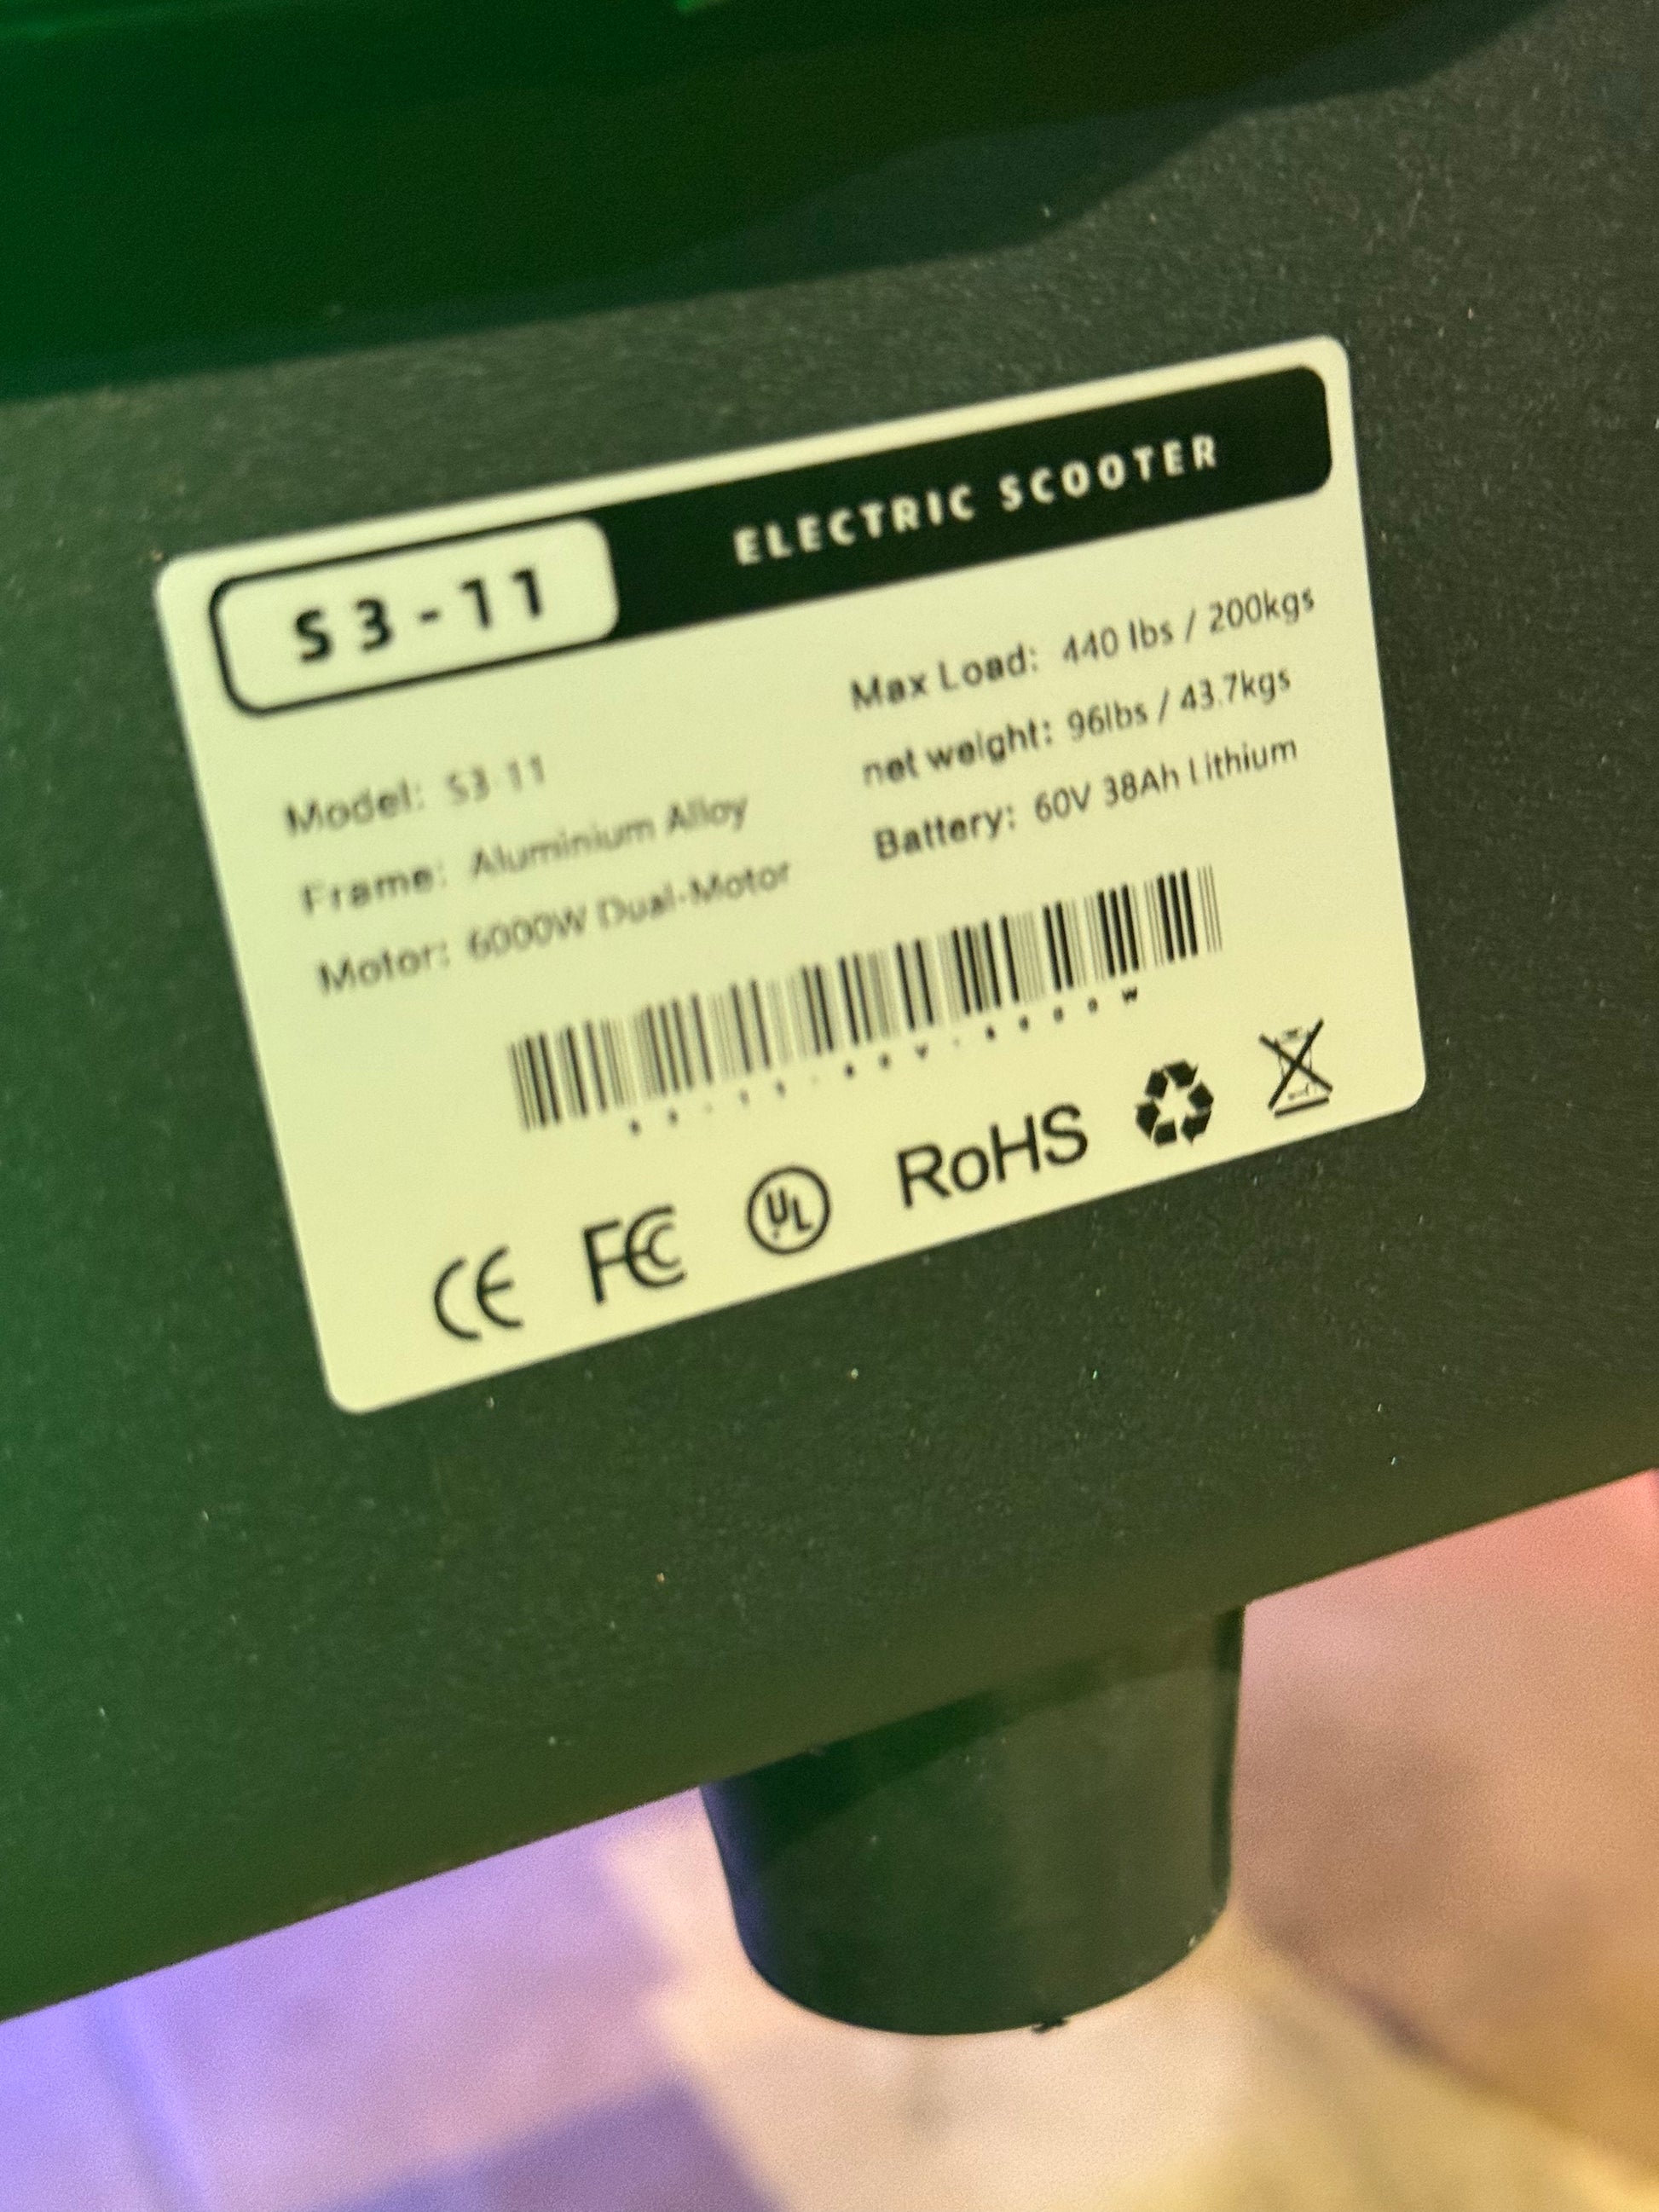 S3-11 ELECTRIC SCOOTER
Model: S3-11
Frame: Aluminium Alloy
Motor: 6000W Dual-Motor
Max Load: 440 lbs / 200kgs
net weight: 96lbs / 43.7kgs
Battery: 60V 38Ah Lithium
CE FC UL RoHS